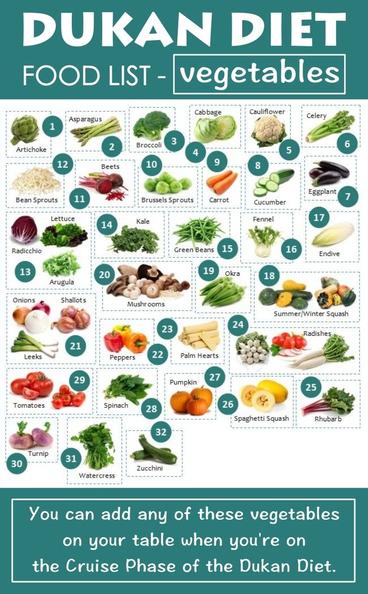 DUKAN DIET
FOOD LIST - vegetables
1 Artichoke
Asparagus 2
Broccoli 3
Cabbage 4
Cauliflower 5
Celery 6
12 Bean Sprouts
Beets 11
10 Brussels Sprouts
9 Carrot
8 Cucumber
Eggplant 7
Lettuce
Radicchio
13 Arugula
14 Kale
Green Beans 15
Fennel 16
17 Endive
20 Mushrooms
19 Okra
18 Summer/Winter Squash
Onions Shallots
Leeks 21
Peppers 22
23 Palm Hearts
24 Radishes
29 Tomatoes
Spinach 28
Pumpkin 27
26 Spaghetti Squash
25 Rhubarb
Turnip
30
31 Watercress
32 Zucchini
You can add any of these vegetables
on your table when you're on
the Cruise Phase of the Dukan Diet.